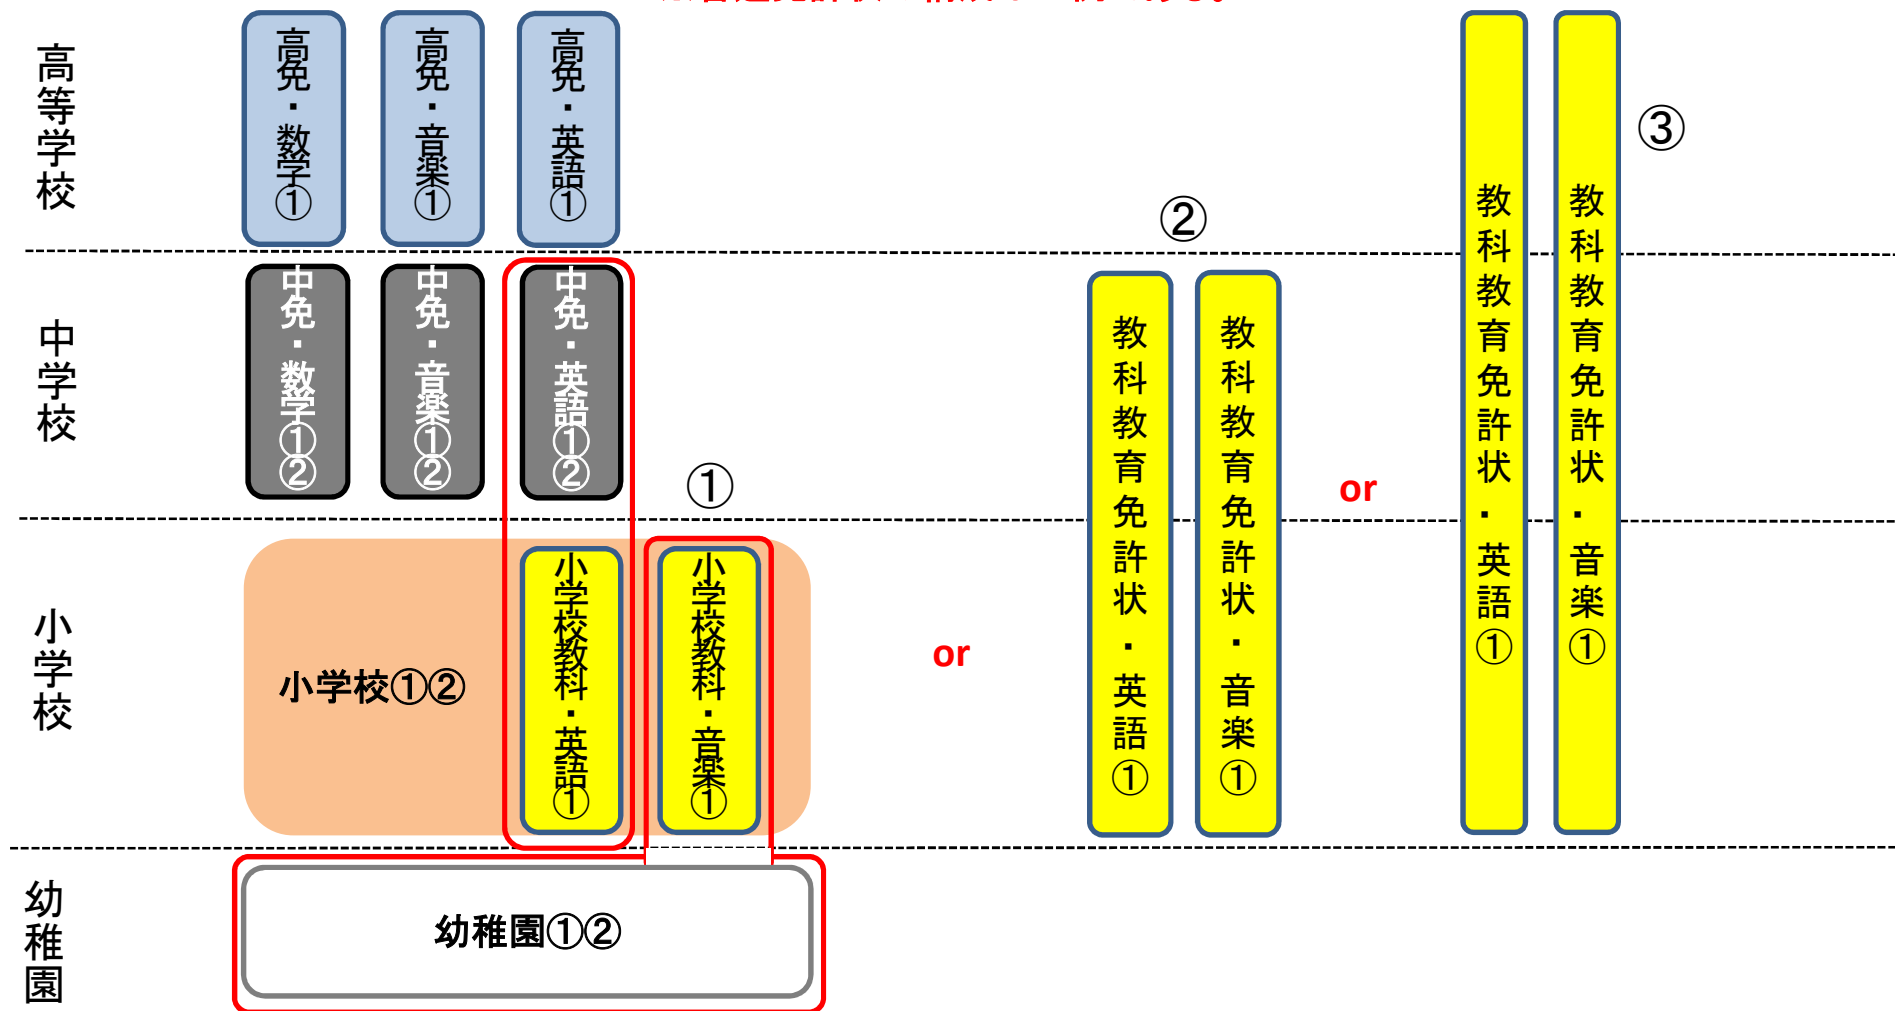 高等学校
高免・数学①
高免・音楽①
高免・英語①
③
②
中学校
中免・数学①②
中免・音楽①②
中免・英語①②
①
教科教育免許状・英語①
教科教育免許状・音楽①
or
教科教育免許状・英語①
教科教育免許状・音楽①
小学校
小学校①②
小学校教科・英語①
小学校教科・音楽①
or
幼稚園
幼稚園①②